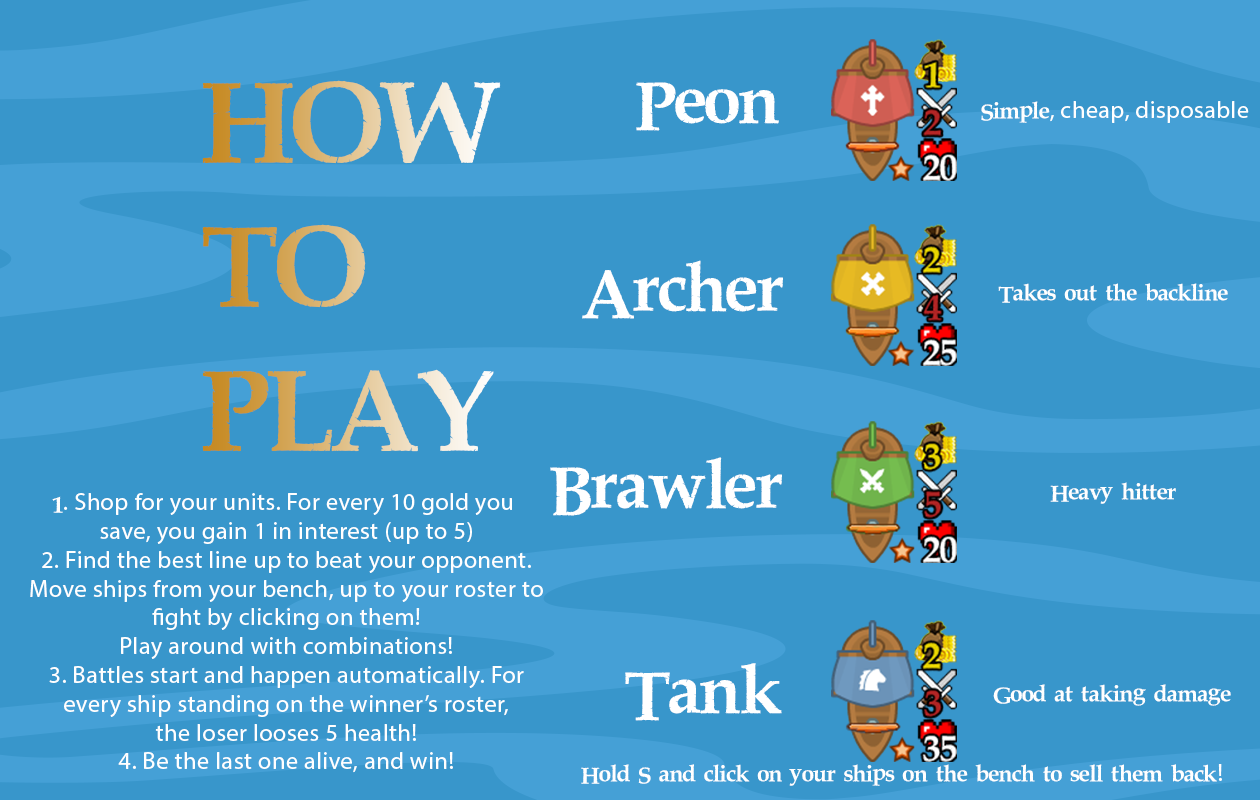 HOW
TO
PLAY
1. Shop for your units. For every 10 gold you
save, you gain 1 in interest (up to 5)
2. Find the best line up to beat your opponent.
Move ships from your bench, up to your roster to
fight by clicking on them!
Play around with combinations!
3. Battles start and happen automatically. For
every ship standing on the winner's roster,
the loser looses 5 health!
4. Be the last one alive, and win!
Peon
1
2
20
Simple, cheap, disposable
Archer
2
4
25
Takes out the backline
Brawler
3
5
20
Heavy hitter
Tank
2
3
35
Good at taking damage
Hold S and click on your ships on the bench to sell them back!